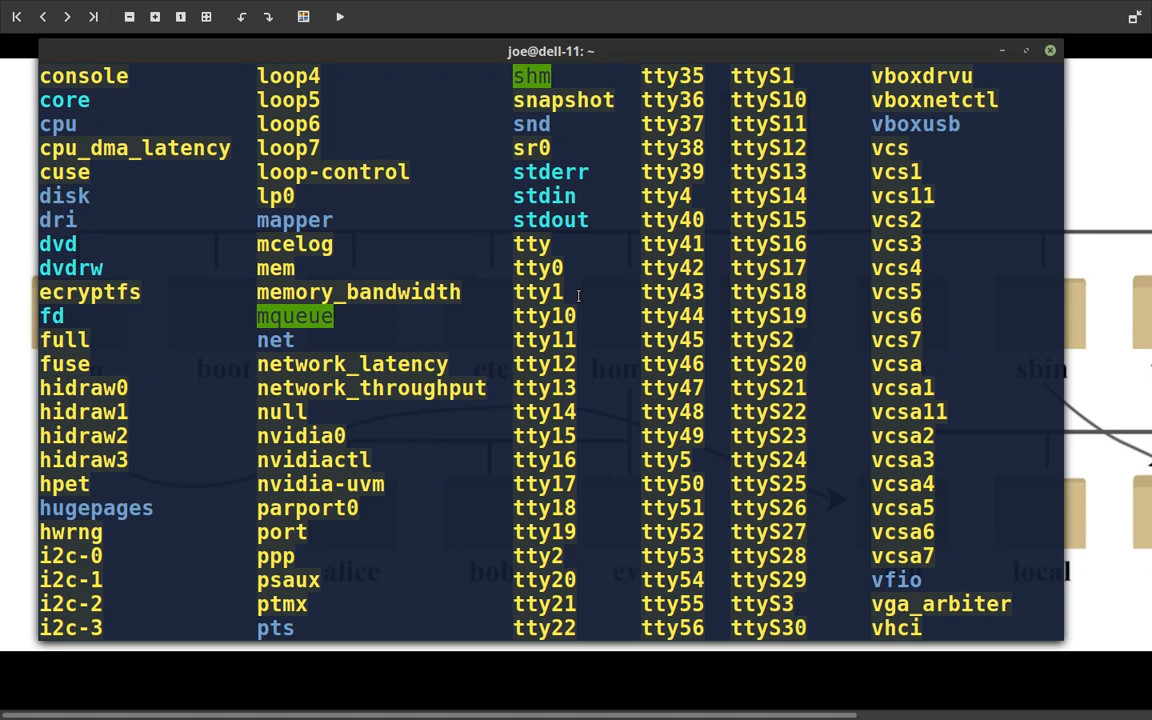 joe@dell-11: ~
console loop4 shm tty35 ttyS1 vboxdrvu
core loop5 snapshot tty36 ttyS10 vboxnetctl
cpu loop6 snd tty37 ttyS11 vboxusb
cpu_dma_latency loop7 sr0 tty38 ttyS12 vcs
cuse loop-control stderr tty39 ttyS13 vcs1
disk lp0 stdin tty4 ttyS14 vcs11
dri mapper stdout tty40 ttyS15 vcs2
dvd mcelog tty tty41 ttyS16 vcs3
dvdrw mem tty0 tty42 ttyS17 vcs4
ecryptfs memory_bandwidth tty1 tty43 ttyS18 vcs5
fd mqueue tty10 tty44 ttyS19 vcs6
full net tty11 tty45 ttyS2 vcs7
fuse network_latency tty12 tty46 ttyS20 vcsa
hidraw0 network_throughput tty13 tty47 ttyS21 vcsa1
hidraw1 null tty14 tty48 ttyS22 vcsa11
hidraw2 nvidia0 tty15 tty49 ttyS23 vcsa2
hidraw3 nvidiactl tty16 tty5 ttyS24 vcsa3
hpet nvidia-uvm tty17 tty50 ttyS25 vcsa4
hugepages parport0 tty18 tty51 ttyS26 vcsa5
hwrng port tty19 tty52 ttyS27 vcsa6
i2c-0 ppp tty2 tty53 ttyS28 vcsa7
i2c-1 psaux tty20 tty54 ttyS29 vfio
i2c-2 ptmx tty21 tty55 ttyS3 vga_arbiter
i2c-3 pts tty22 tty56 ttyS30 vhci
boot etc sbin
alice bob local